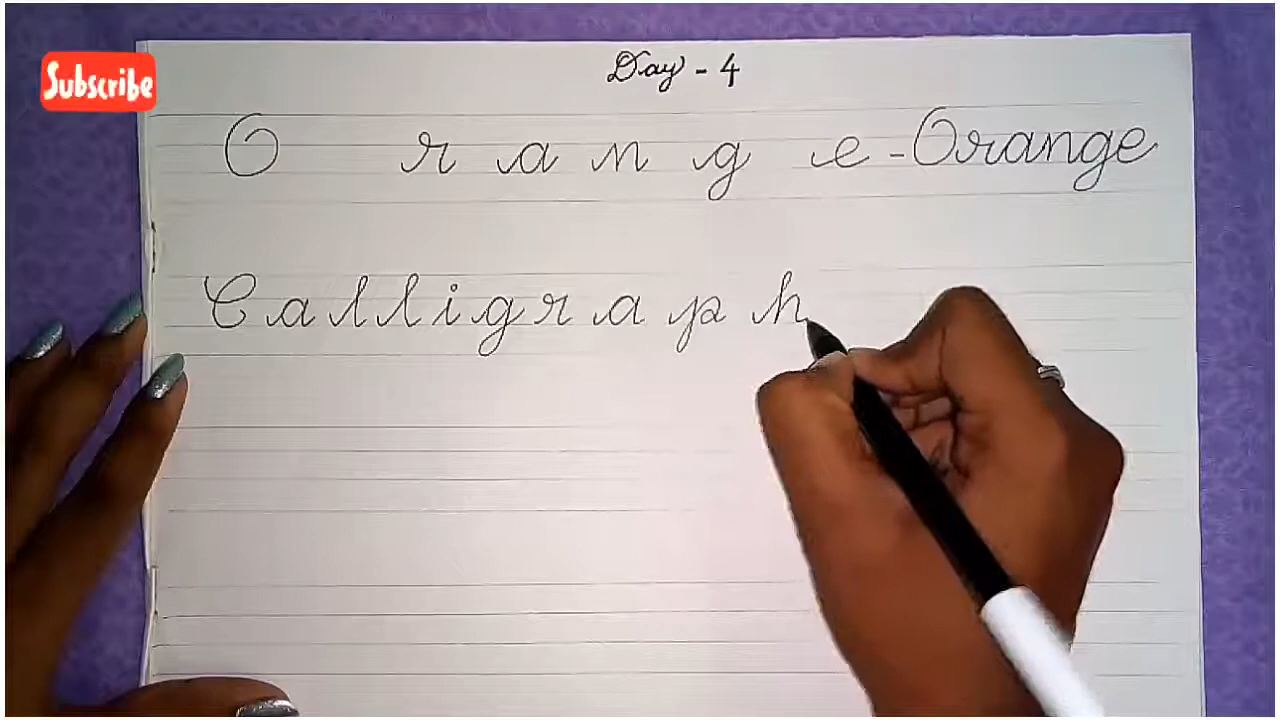 Subscribe
Day - 4
O r a n g e - Orange
C a l l i g r a p h